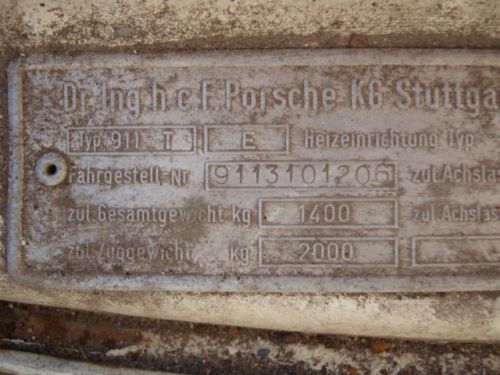 Dr. Ing. h. c. F. Porsche KG Stuttga
Typ 911 T E Heizeinrichtung Typ
Fahrgestell-Nr. 9113101206 zul. Achslas
zul. Gesamtgewicht kg 1400 zul. Achslas
zul. Zuggewicht kg 2000